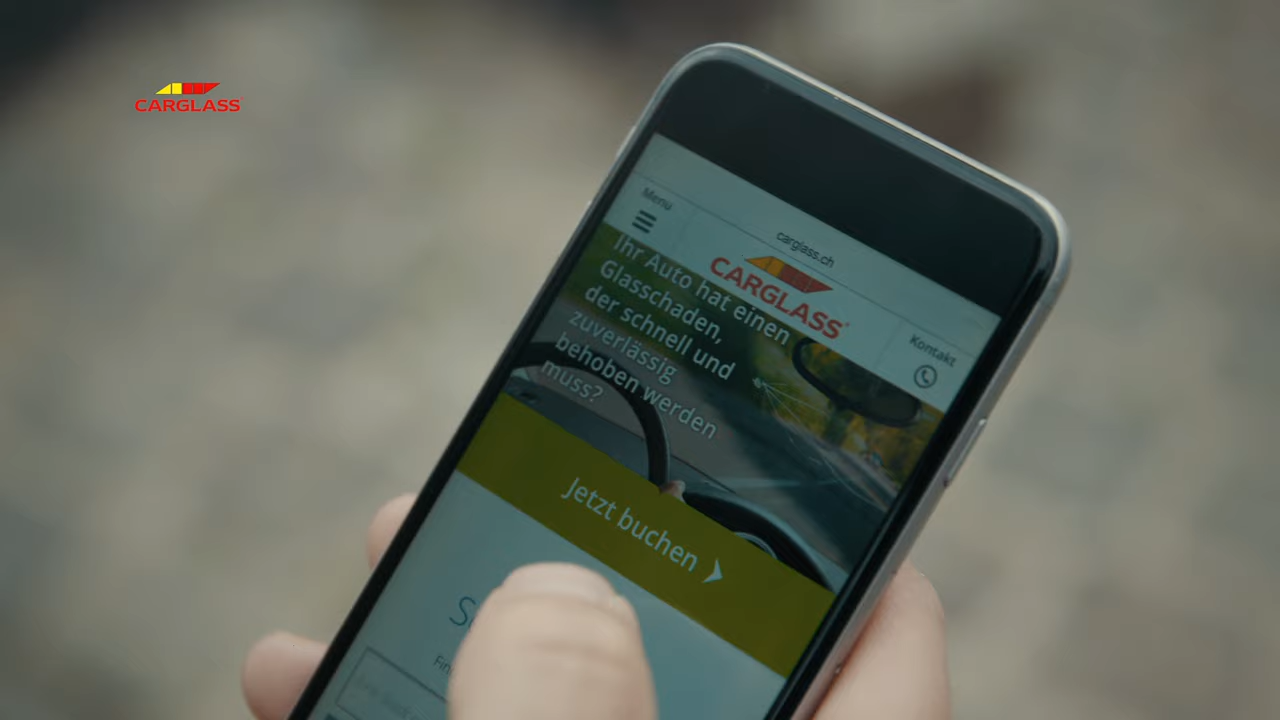 CARGLASS
carglass.ch
Menu
CARGLASS
Kontakt
Ihr Auto hat einen
Glasschaden,
der schnell und
zuverlässig
behoben werden
muss?
Jetzt buchen